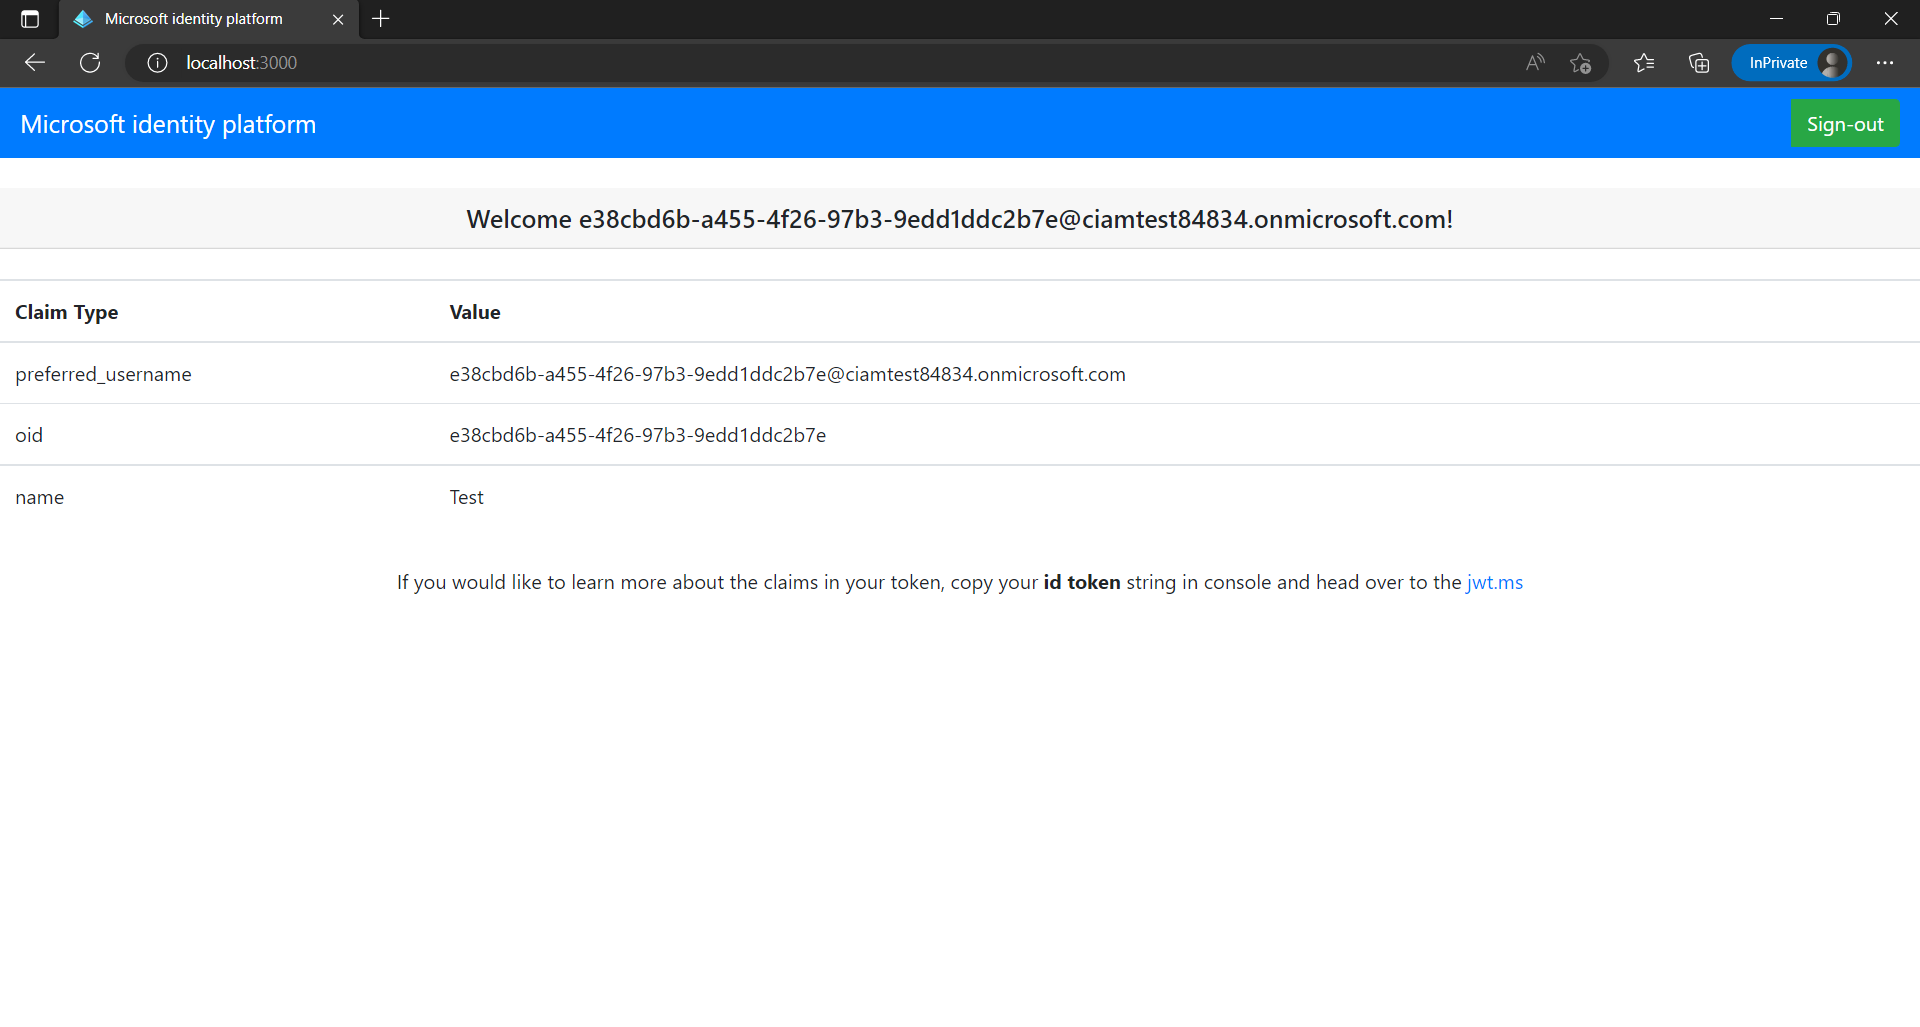 Microsoft identity platform
localhost:3000
InPrivate
Microsoft identity platform
Sign-out
Welcome e38cbd6b-a455-4f26-97b3-9edd1ddc2b7e@ciamtest84834.onmicrosoft.com!
Claim Type Value
preferred_username e38cbd6b-a455-4f26-97b3-9edd1ddc2b7e@ciamtest84834.onmicrosoft.com
oid e38cbd6b-a455-4f26-97b3-9edd1ddc2b7e
name Test
If you would like to learn more about the claims in your token, copy your id token string in console and head over to the jwt.ms